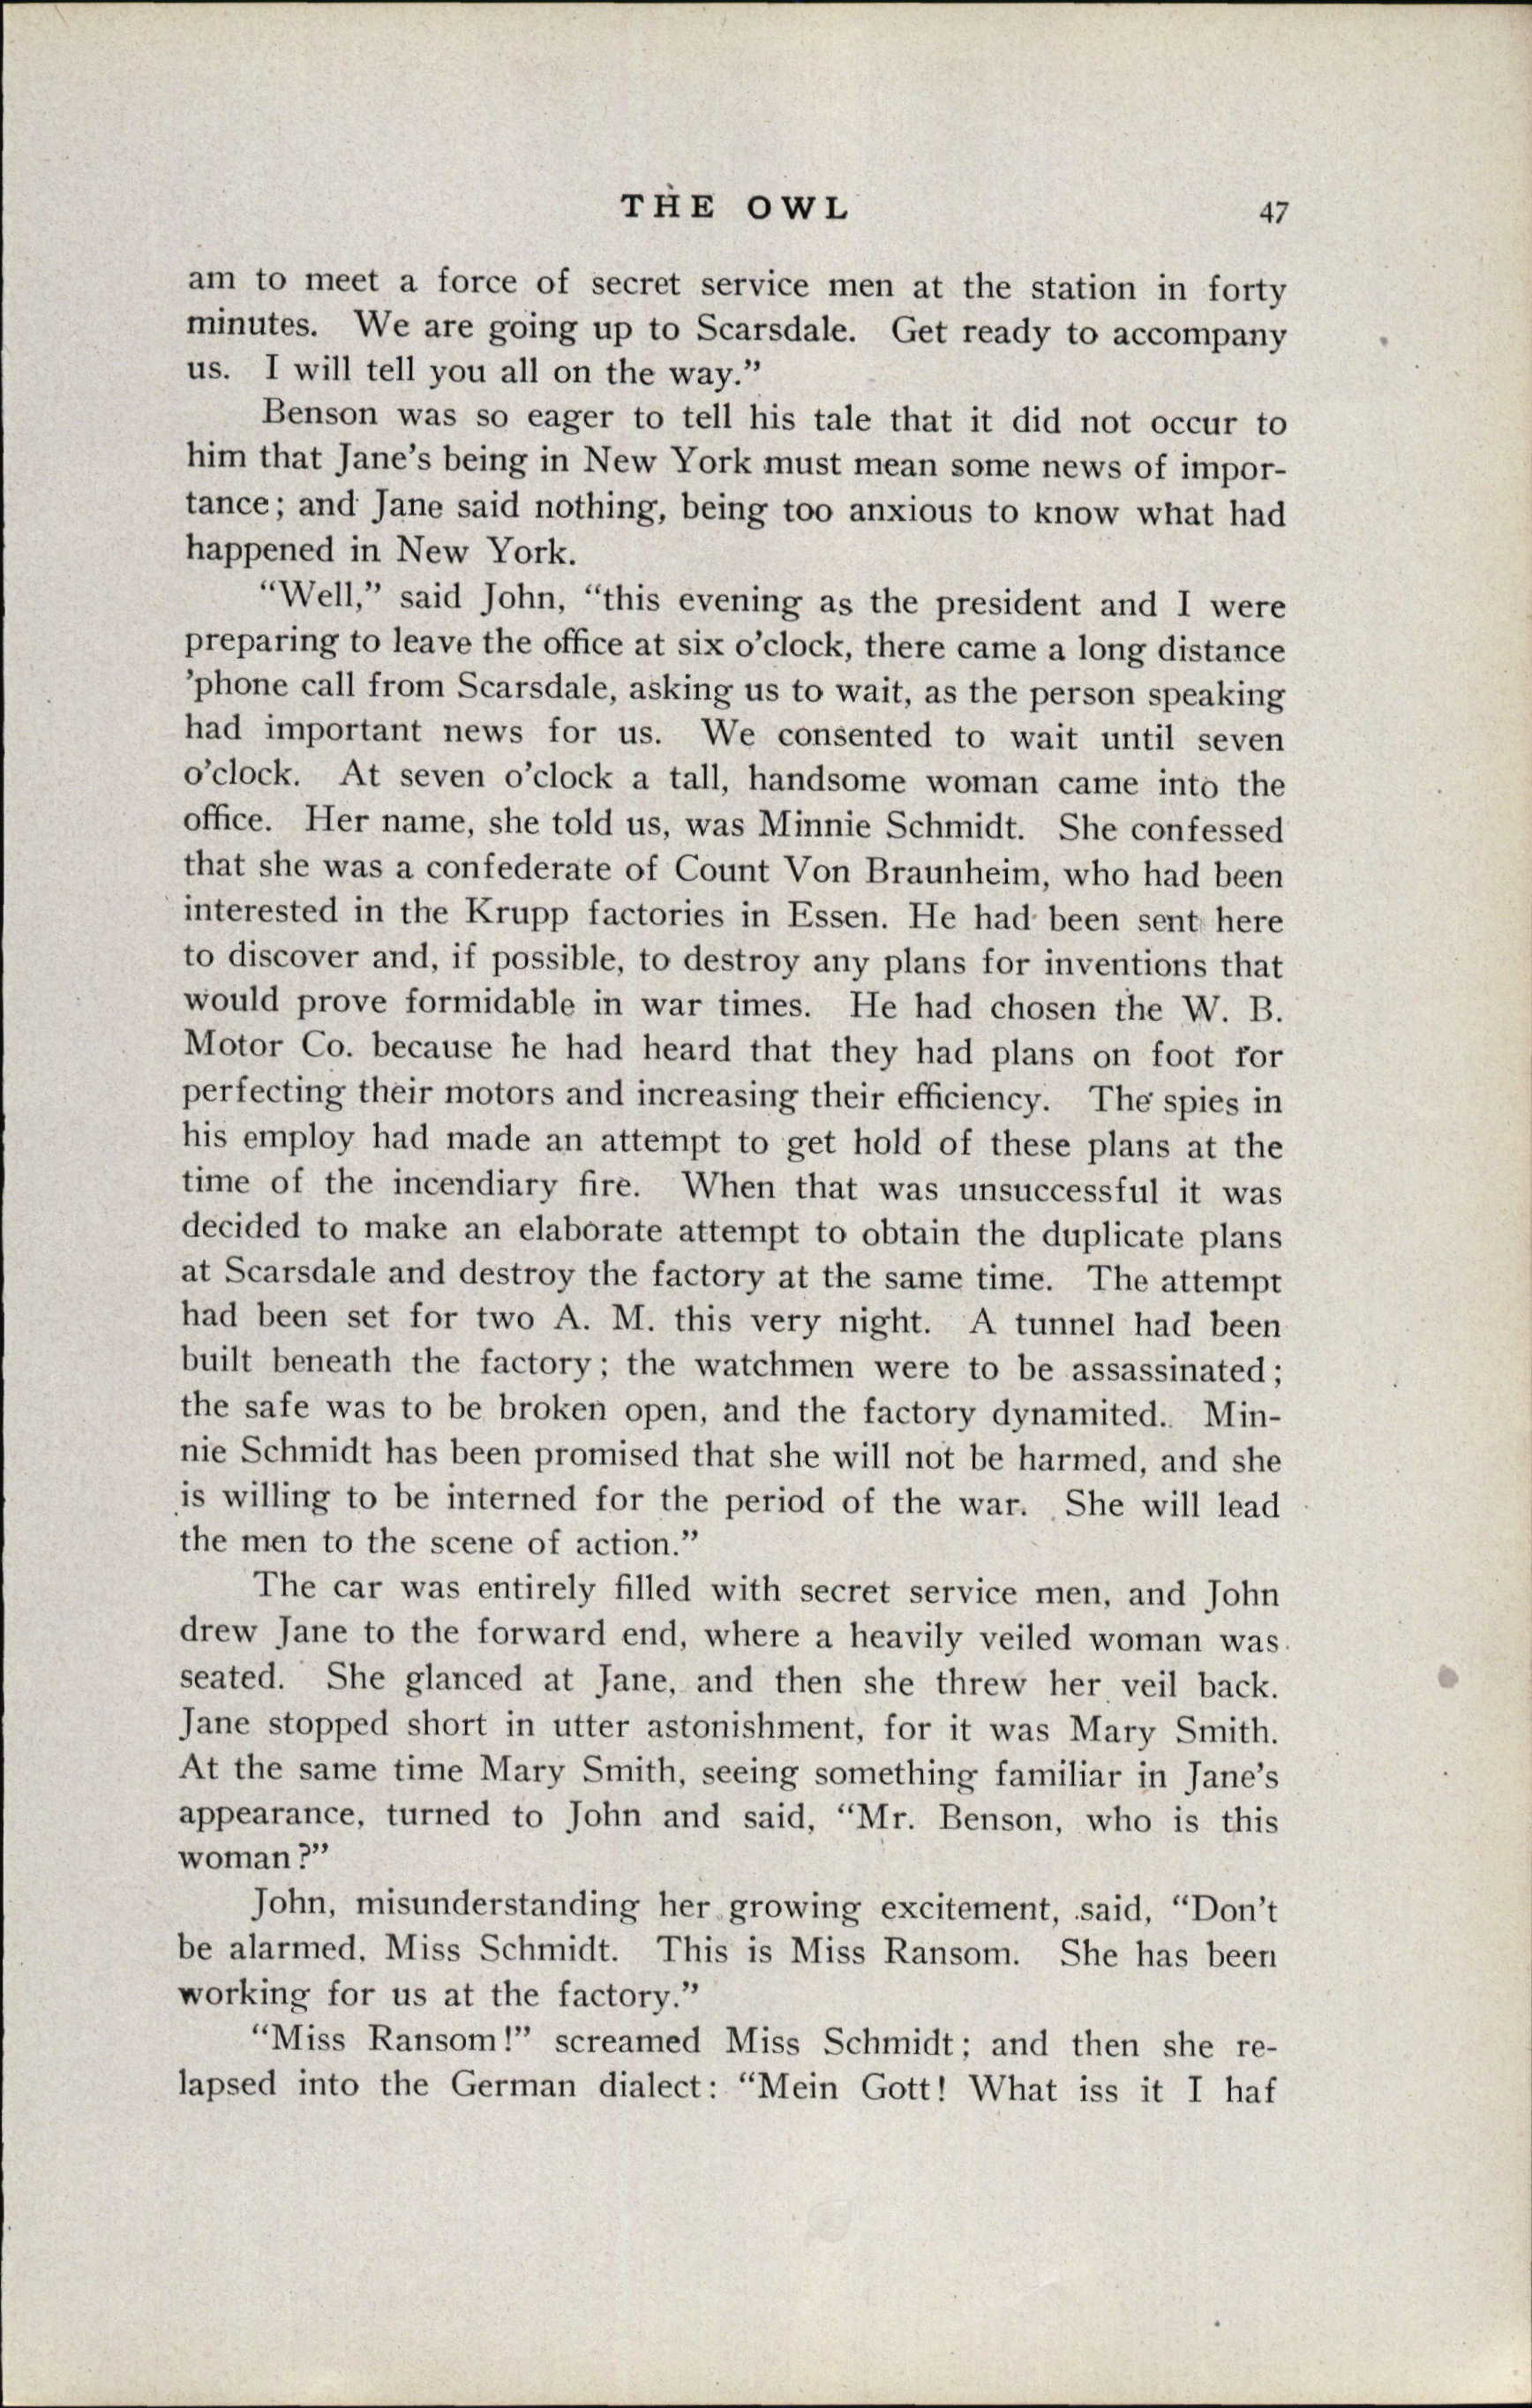 THE OWL 47
am to meet a force of secret service men at the station in forty
minutes. We are going up to Scarsdale. Get ready to accompany
us. I will tell you all on the way.”
Benson was so eager to tell his tale that it did not occur to
him that Jane’s being in New York must mean some news of impor-
tance; and Jane said nothing, being too anxious to know what had
happened in New York.
“Well,” said John, “this evening as the president and I were
preparing to leave the office at six o’clock, there came a long distance
’phone call from Scarsdale, asking us to wait, as the person speaking
had important news for us. We consented to wait until seven
o’clock. At seven o’clock a tall, handsome woman came into the
office. Her name, she told us, was Minnie Schmidt. She confessed
that she was a confederate of Count Von Braunheim, who had been
interested in the Krupp factories in Essen. He had been sent here
to discover and, if possible, to destroy any plans for inventions that
would prove formidable in war times. He had chosen the W. B.
Motor Co. because he had heard that they had plans on foot for
perfecting their motors and increasing their efficiency. The spies in
his employ had made an attempt to get hold of these plans at the
time of the incendiary fire. When that was unsuccessful it was
decided to make an elaborate attempt to obtain the duplicate plans
at Scarsdale and destroy the factory at the same time. The attempt
had been set for two A. M. this very night. A tunnel had been
built beneath the factory; the watchmen were to be assassinated;
the safe was to be broken open, and the factory dynamited. Min-
nie Schmidt has been promised that she will not be harmed, and she
is willing to be interned for the period of the war. She will lead
the men to the scene of action.”
The car was entirely filled with secret service men, and John
drew Jane to the forward end, where a heavily veiled woman was
seated. She glanced at Jane, and then she threw her veil back.
Jane stopped short in utter astonishment, for it was Mary Smith.
At the same time Mary Smith, seeing something familiar in Jane’s
appearance, turned to John and said, “Mr. Benson, who is this
woman?”
John, misunderstanding her growing excitement, said, “Don’t
be alarmed, Miss Schmidt. This is Miss Ransom. She has been
working for us at the factory.”
“Miss Ransom!” screamed Miss Schmidt; and then she re-
lapsed into the German dialect: “Mein Gott! What iss it I haf